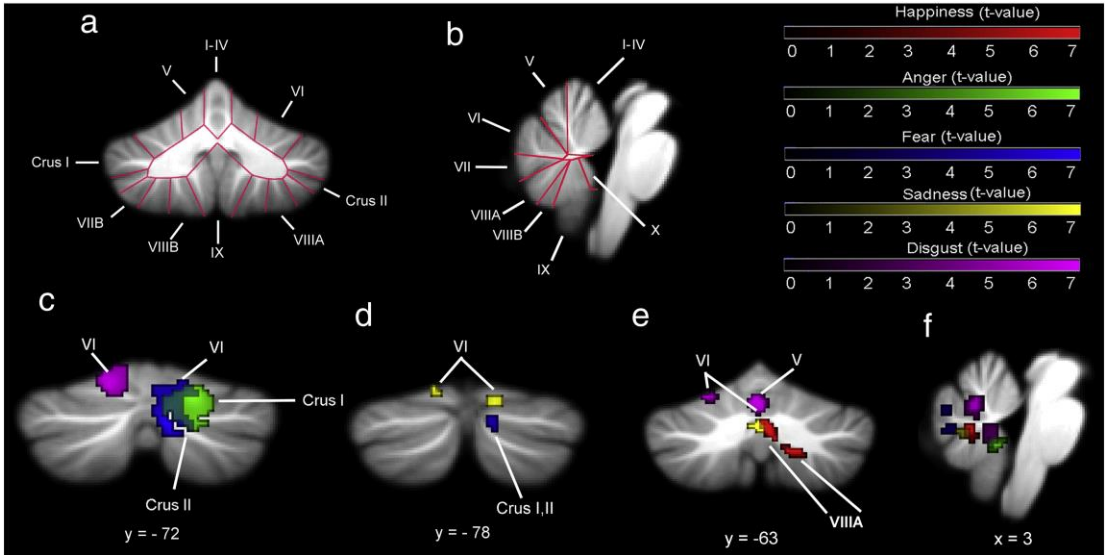 a
I-IV
V
VI
Crus I
Crus II
VIIB
VIIIB
IX
VIIIA
b
I-IV
V
VI
VII
VIIIA
VIIIB
IX
X
Happiness (t-value)
0 1 2 3 4 5 6 7
Anger (t-value)
0 1 2 3 4 5 6 7
Fear (t-value)
0 1 2 3 4 5 6 7
Sadness (t-value)
0 1 2 3 4 5 6 7
Disgust (t-value)
0 1 2 3 4 5 6 7
c
VI
VI
Crus I
Crus II
y = - 72
d
VI
Crus I,II
y = - 78
e
VI
V
VIIIA
y = -63
f
x = 3